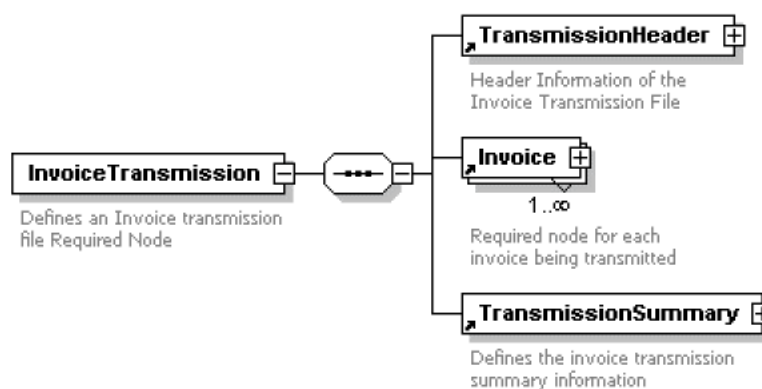 TransmissionHeader
Header Information of the
Invoice Transmission File
Invoice
1..∞
Required node for each
invoice being transmitted
InvoiceTransmission
Defines an Invoice transmission
file Required Node
TransmissionSummary
Defines the invoice transmission
summary information